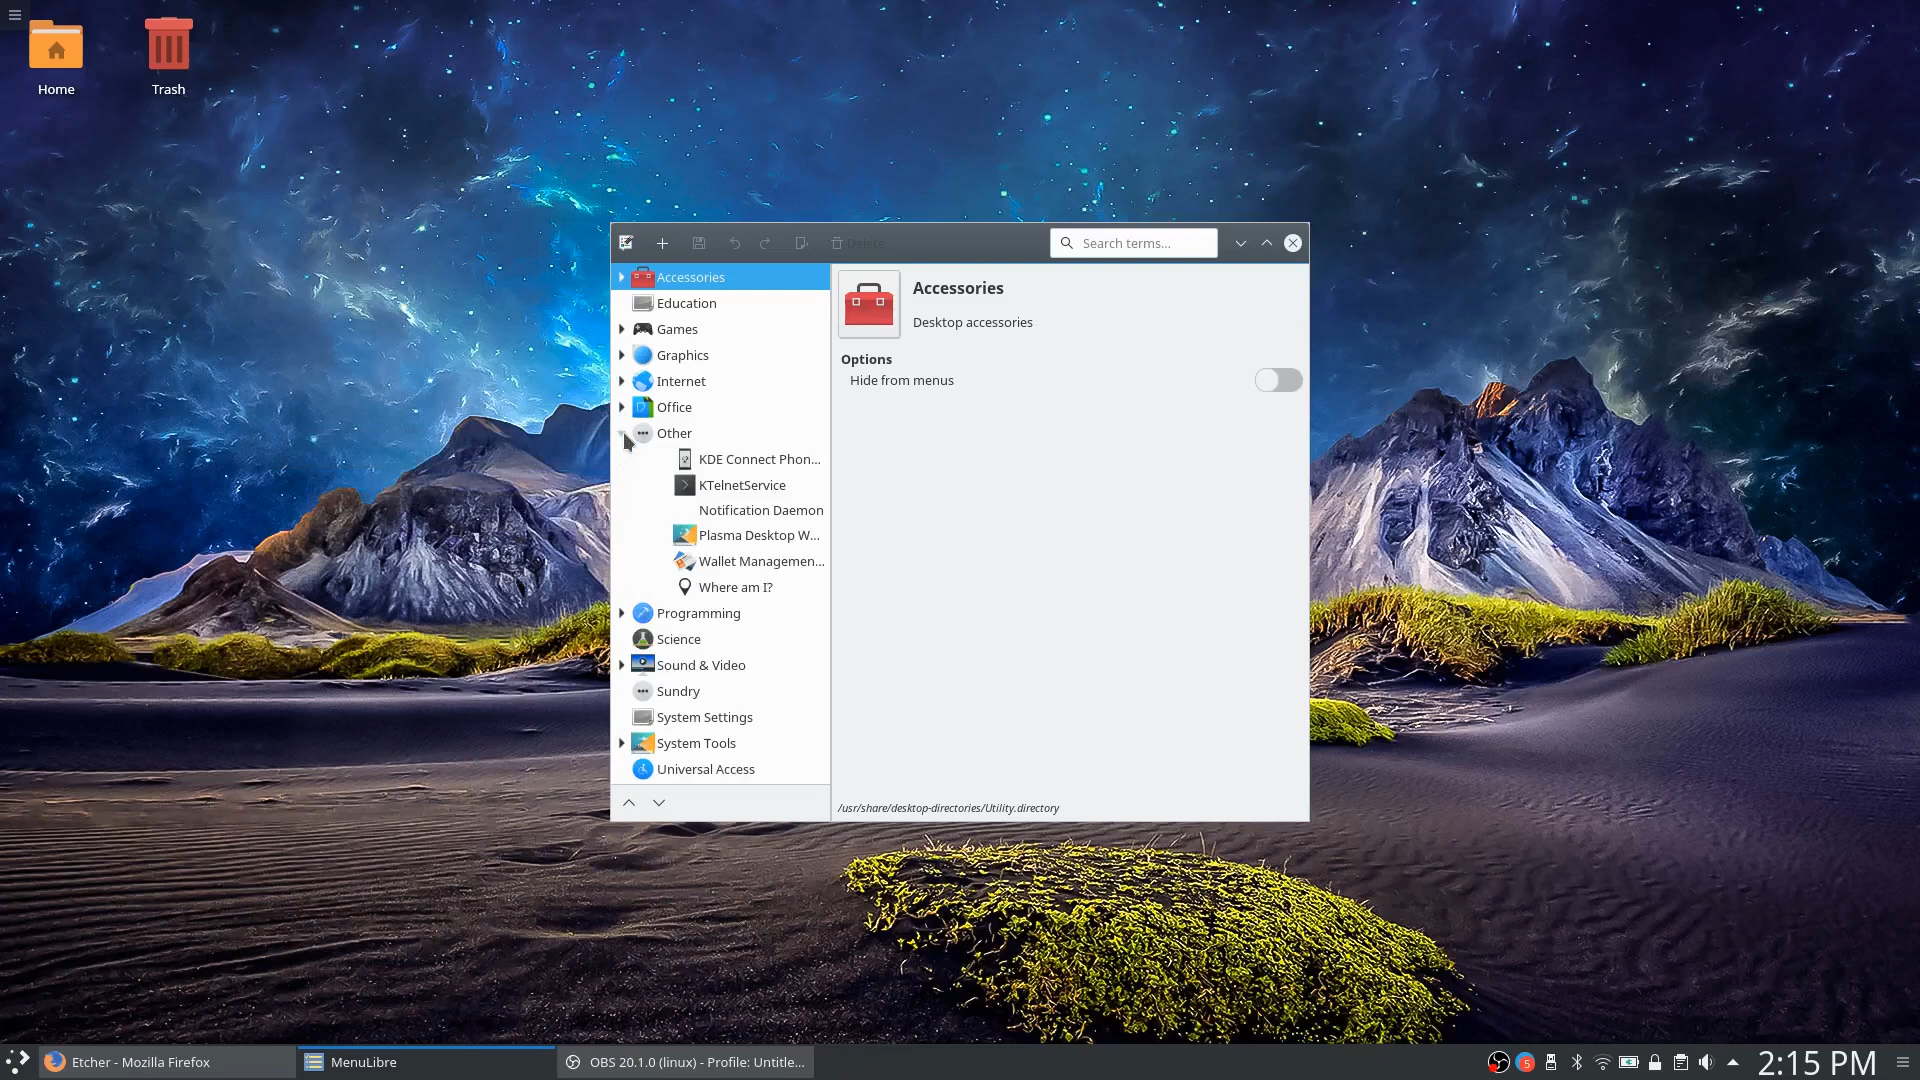 Home
Trash
Delete
Search terms...
Accessories
Education
Games
Graphics
Internet
Office
Other
KDE Connect Phon...
KTelnetService
Notification Daemon
Plasma Desktop W...
Wallet Managemen...
Where am I?
Programming
Science
Sound & Video
Sundry
System Settings
System Tools
Universal Access
Accessories
Desktop accessories
Options
Hide from menus
/usr/share/desktop-directories/Utility.directory
Etcher - Mozilla Firefox
MenuLibre
OBS 20.1.0 (linux) - Profile: Untitle...
5
2:15 PM